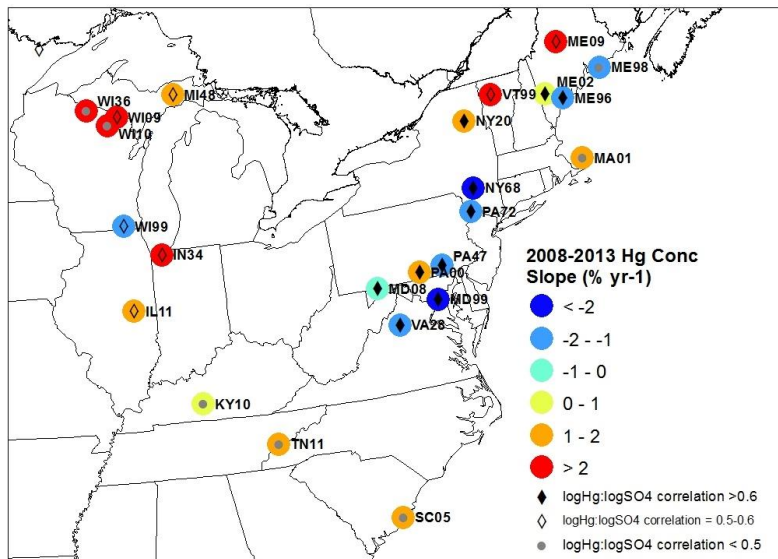 ME09
ME98
ME02
ME96
WI36
MI48
WI09
WI10
VT99
NY20
MA01
NY68
PA72
WI99
IN34
PA47
PA00
MD08
MD99
IL11
VA28
KY10
TN11
SC05
2008-2013 Hg Conc
Slope (% yr-1)
< -2
-2 - -1
-1 - 0
0 - 1
1 - 2
> 2
logHg:logSO4 correlation >0.6
logHg:logSO4 correlation = 0.5-0.6
logHg:logSO4 correlation < 0.5